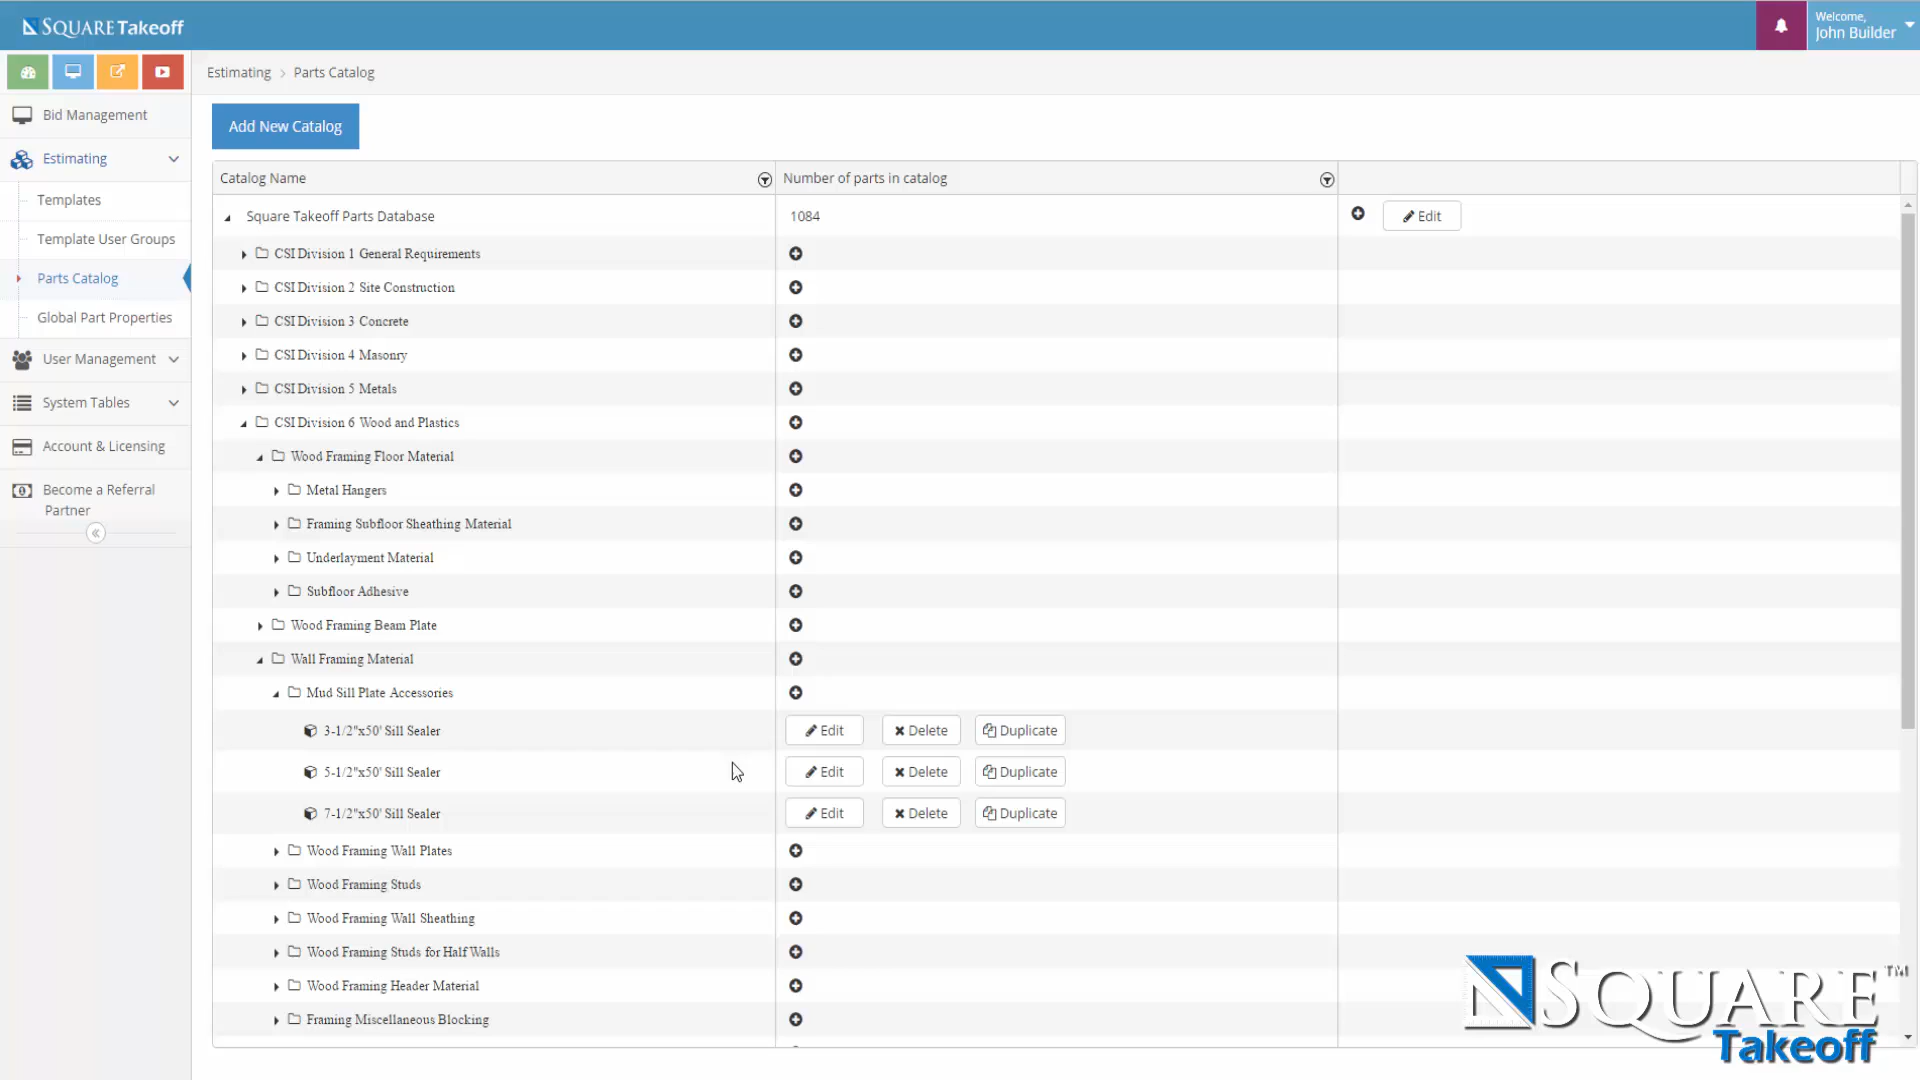 SQUARE Takeoff
Welcome,
John Builder
Estimating > Parts Catalog
Bid Management
Estimating
Templates
Template User Groups
Parts Catalog
Global Part Properties
User Management
System Tables
Account & Licensing
Become a Referral
Partner
Add New Catalog
Catalog Name Number of parts in catalog
Square Takeoff Parts Database 1084 Edit
CSI Division 1 General Requirements
CSI Division 2 Site Construction
CSI Division 3 Concrete
CSI Division 4 Masonry
CSI Division 5 Metals
CSI Division 6 Wood and Plastics
Wood Framing Floor Material
Metal Hangers
Framing Subfloor Sheathing Material
Underlayment Material
Subfloor Adhesive
Wood Framing Beam Plate
Wall Framing Material
Mud Sill Plate Accessories
3-1/2"x50' Sill Sealer Edit Delete Duplicate
5-1/2"x50' Sill Sealer Edit Delete Duplicate
7-1/2"x50' Sill Sealer Edit Delete Duplicate
Wood Framing Wall Plates
Wood Framing Studs
Wood Framing Wall Sheathing
Wood Framing Studs for Half Walls
Wood Framing Header Material
Framing Miscellaneous Blocking
SQUARE™
Takeoff